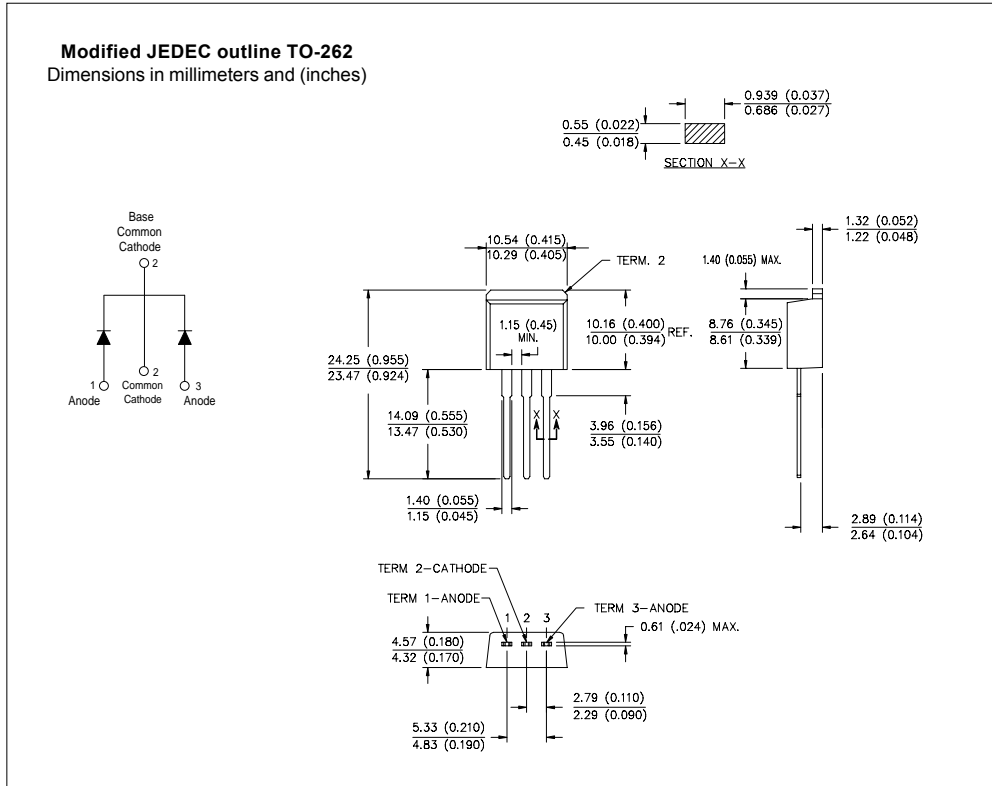 Modified JEDEC outline TO-262
Dimensions in millimeters and (inches)
0.939 (0.037)
0.686 (0.027)
0.55 (0.022)
0.45 (0.018)
SECTION X-X
Base
Common
Cathode
2
1
Anode
2
Common
Cathode
3
Anode
10.54 (0.415)
10.29 (0.405)
TERM. 2
1.15 (0.45)
MIN.
10.16 (0.400)
10.00 (0.394)
REF.
24.25 (0.955)
23.47 (0.924)
14.09 (0.555)
13.47 (0.530)
X X
3.96 (0.156)
3.55 (0.140)
1.40 (0.055)
1.15 (0.045)
1.32 (0.052)
1.22 (0.048)
1.40 (0.055) MAX.
8.76 (0.345)
8.61 (0.339)
2.89 (0.114)
2.64 (0.104)
TERM 2-CATHODE
TERM 1-ANODE
1 2 3
TERM 3-ANODE
0.61 (.024) MAX.
4.57 (0.180)
4.32 (0.170)
2.79 (0.110)
2.29 (0.090)
5.33 (0.210)
4.83 (0.190)